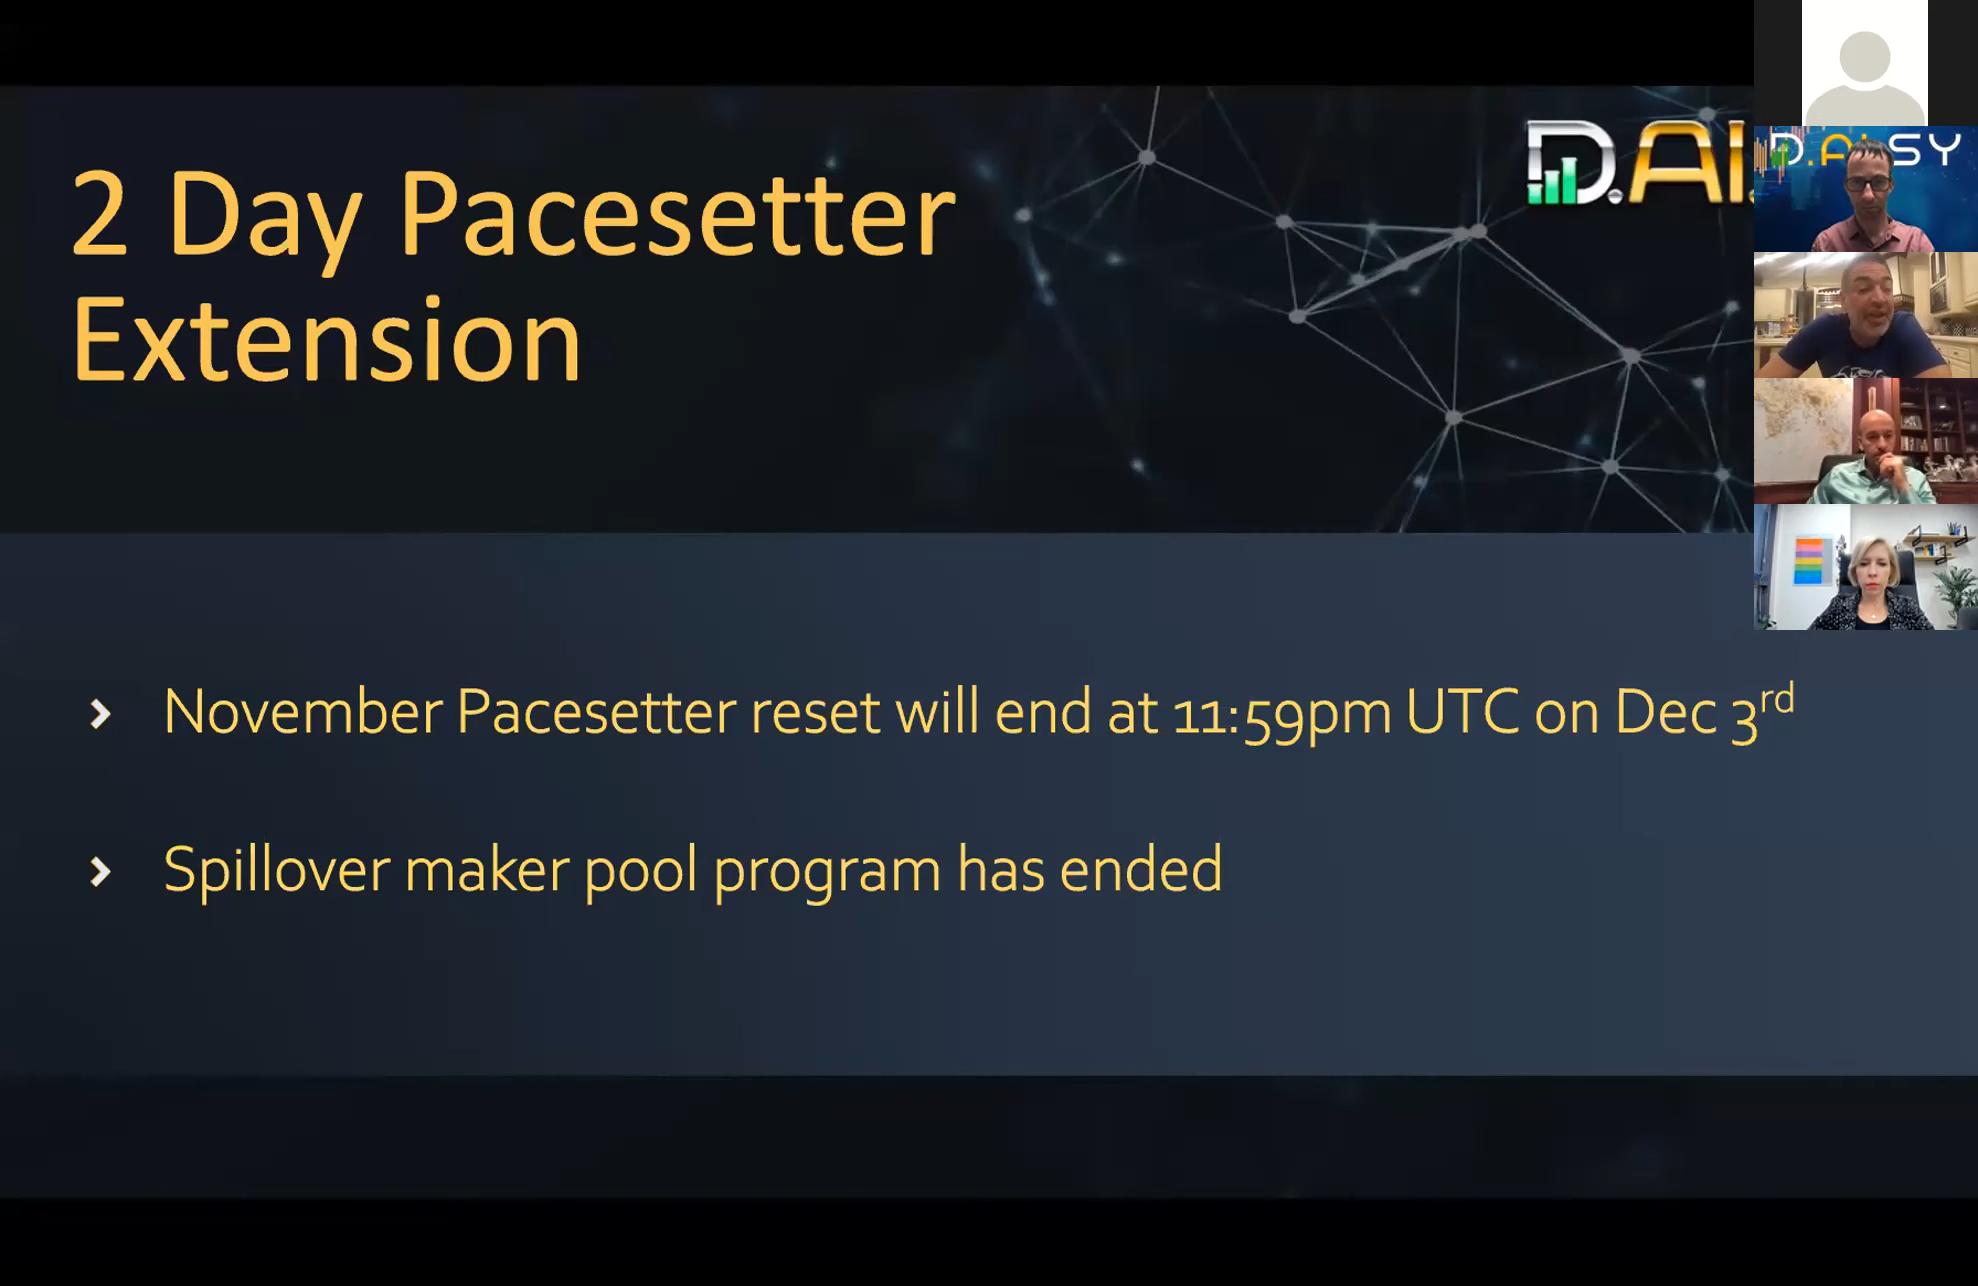 2 Day Pacesetter
Extension
D.AI.
D.AISY
November Pacesetter reset will end at 11:59pm UTC on Dec 3rd
Spillover maker pool program has ended